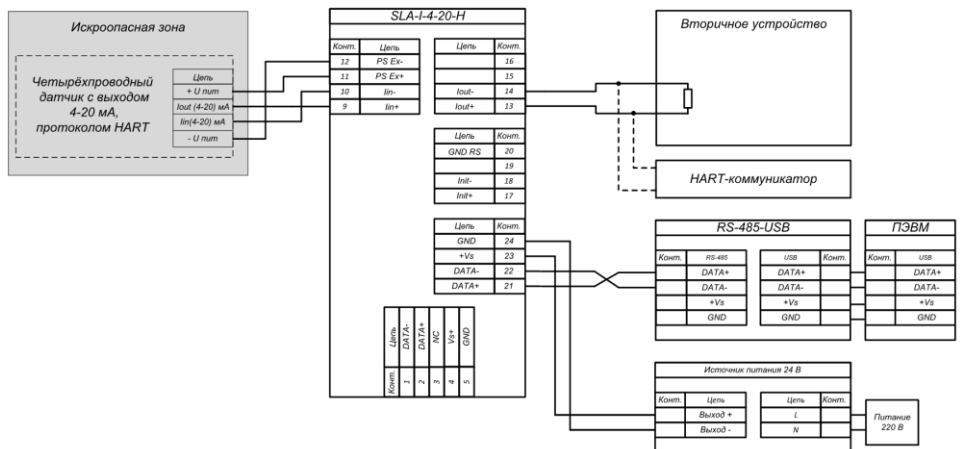 Искроопасная зона
Четырёхпроводный
датчик с выходом
4-20 мА,
протоколом HART
Цепь
+ U пит
Iout (4-20) мА
Iin(4-20) мА
- U пит
SLA-I-4-20-H
Конт. Цепь
12 PS Ex-
11 PS Ex+
10 Iin-
9 Iin+
Цепь Конт.
16
15
Iout- 14
Iout+ 13
Цепь Конт.
GND RS 20
19
Init- 18
Init+ 17
Цепь Конт.
GND 24
+Vs 23
DATA- 22
DATA+ 21
Конт. Цепь
1 DATA-
2 DATA+
3 NC
4 Vs+
5 GND
Вторичное устройство
HART-коммуникатор
RS-485-USB
Конт. RS-485
DATA+
DATA-
+Vs
GND
USB Конт.
DATA+
DATA-
+Vs
GND
ПЭВМ
Конт. USB
DATA+
DATA-
+Vs
GND
Источник питания 24 В
Конт. Цепь
Выход +
Выход -
Цепь Конт.
L
N
Питание
220 В